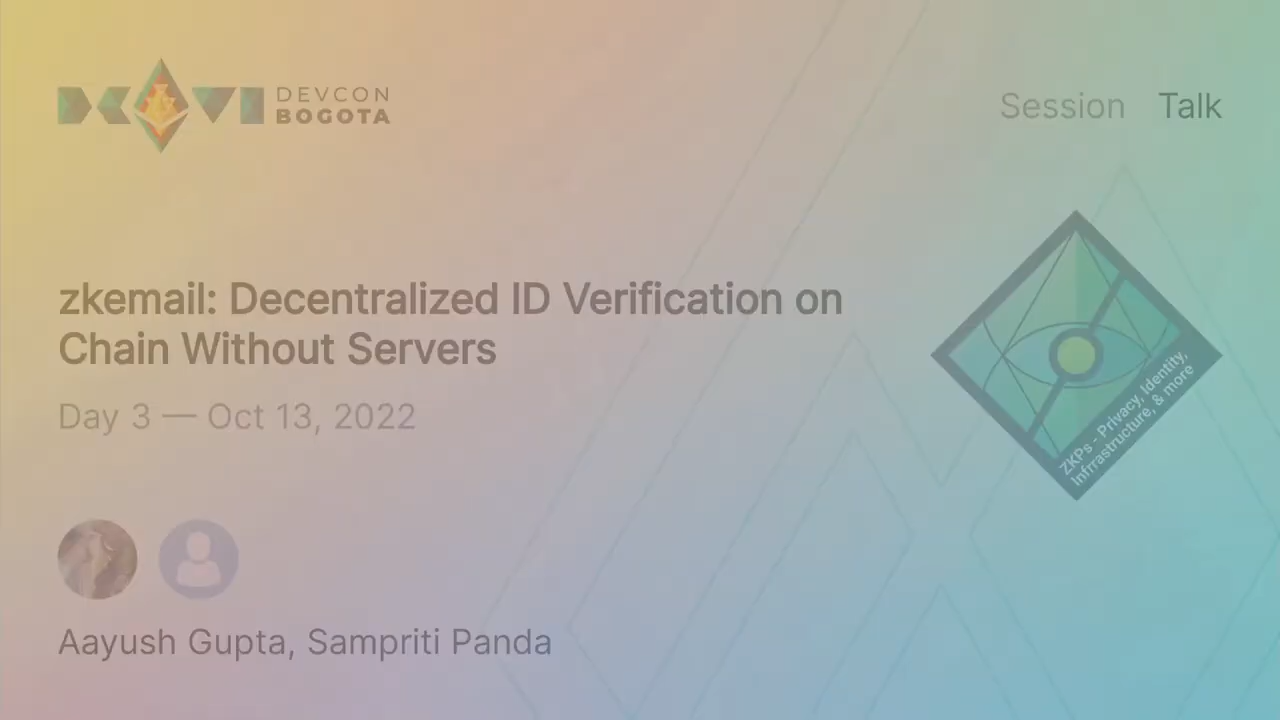 DEVCON
BOGOTA
Session Talk
zkemail: Decentralized ID Verification on
Chain Without Servers
Day 3 — Oct 13, 2022
ZKPs - Privacy, Identity,
Infrrastructure, & more
Aayush Gupta, Sampriti Panda